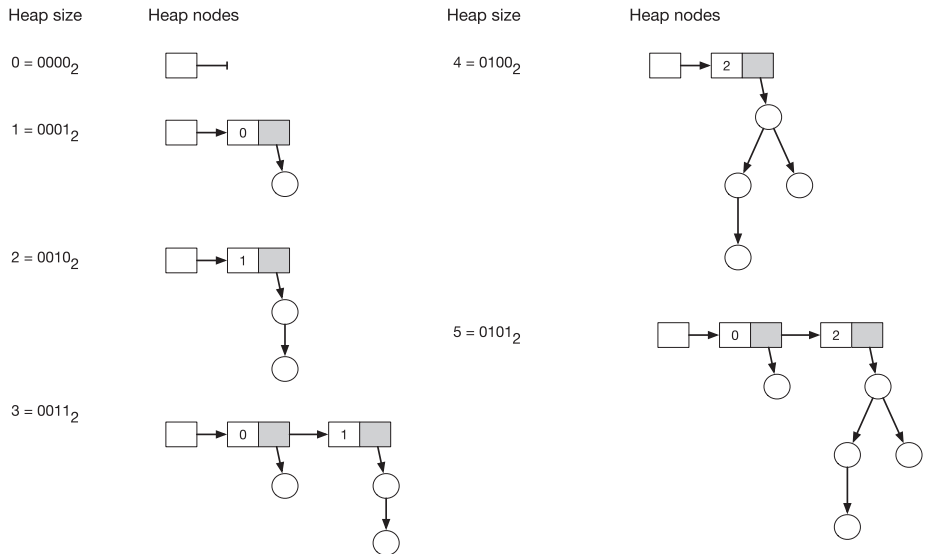 Heap size Heap nodes
0 = 0000₂
1 = 0001₂
0
2 = 0010₂
1
3 = 0011₂
0 1
Heap size Heap nodes
4 = 0100₂
2
5 = 0101₂
0 2